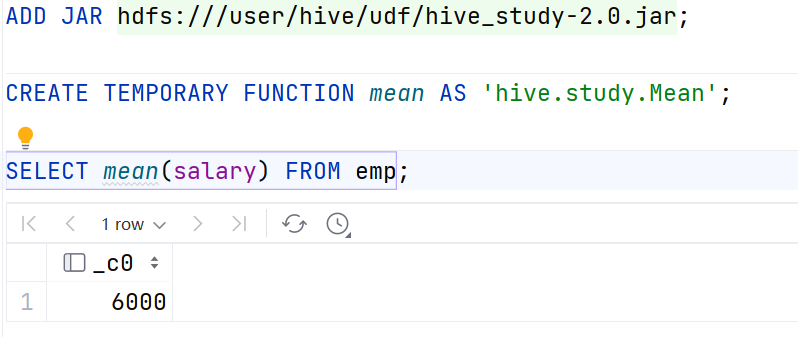 ADD JAR hdfs:///user/hive/udf/hive_study-2.0.jar;
CREATE TEMPORARY FUNCTION mean AS 'hive.study.Mean';
SELECT mean(salary) FROM emp;
1 row
_c0
1 6000